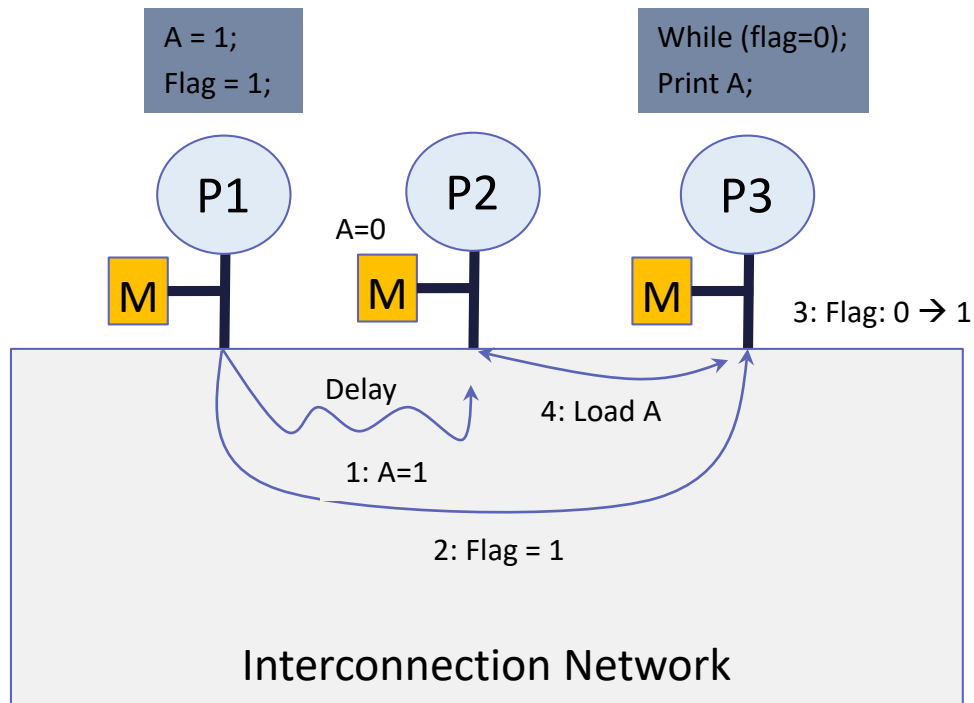 A = 1;
Flag = 1;
While (flag=0);
Print A;
P1
P2
P3
A=0
M
M
M
3: Flag: 0 → 1
Delay
4: Load A
1: A=1
2: Flag = 1
Interconnection Network